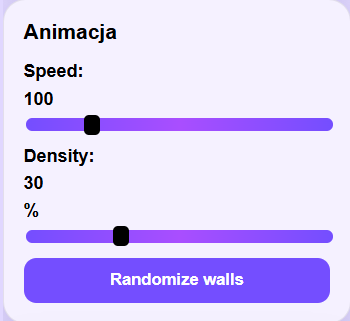 Animacja
Speed:
100
Density:
30
%
Randomize walls